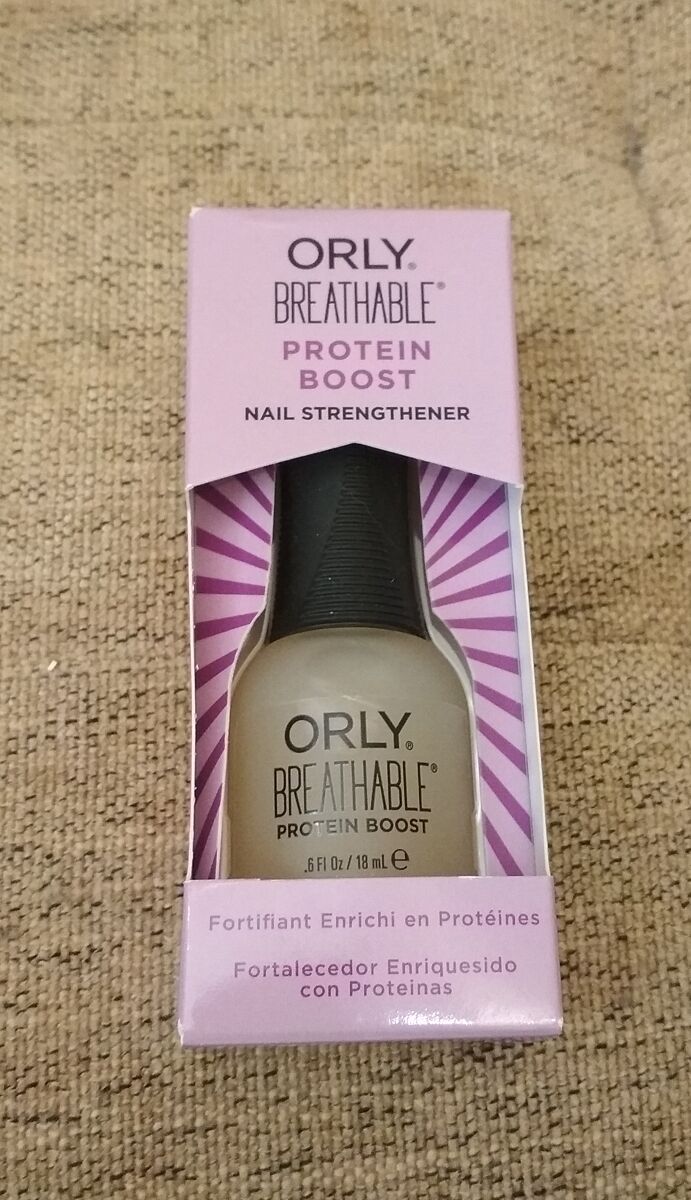 ORLY®
BREATHABLE®
PROTEIN
BOOST
NAIL STRENGTHENER
ORLY®
BREATHABLE®
PROTEIN BOOST
.6 Fl Oz / 18 mL ℮
Fortifiant Enrichi en Protéines
Fortalecedor Enriquesido
con Proteinas